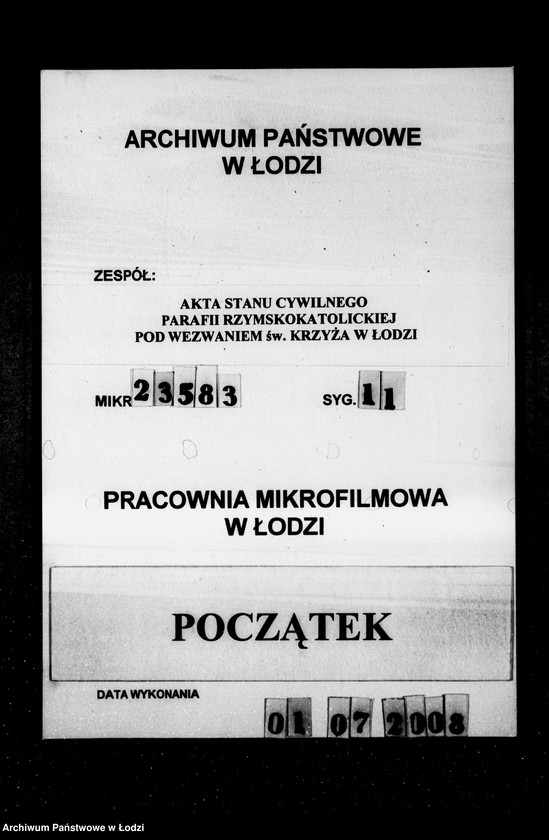 ARCHIWUM PAŃSTWOWE
W ŁODZI
ZESPÓŁ:
AKTA STANU CYWILNEGO
PARAFII RZYMSKOKATOLICKIEJ
POD WEZWANIEM św. KRZYŻA W ŁODZI
MIKR 23583 SYG. 11
PRACOWNIA MIKROFILMOWA
W ŁODZI
POCZĄTEK
DATA WYKONANIA
01 07 2008
Archiwum Państwowe w Łodzi